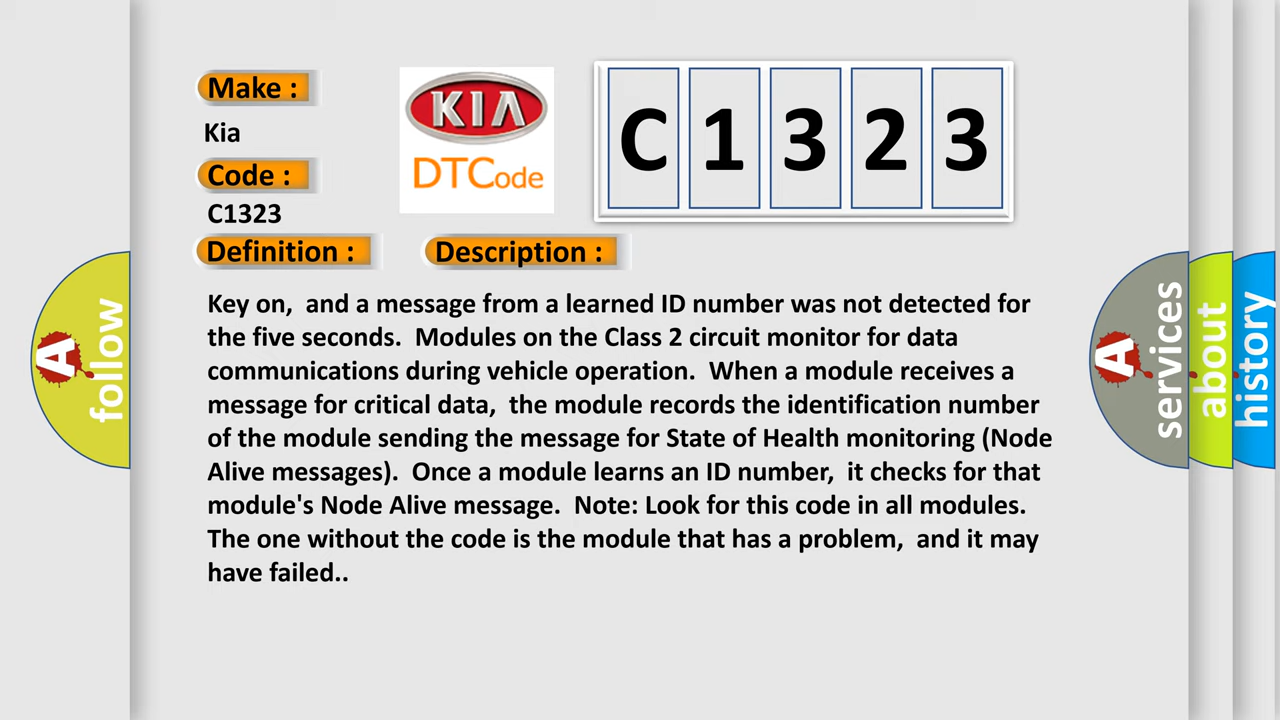 Make :
Kia
Code :
C1323
Definition :
KIA
DTCode
C1323
Description :
Key on,  and a message from a learned ID number was not detected for
the five seconds  Modules on the Class 2 circuit monitor for data
communications during vehicle operation  When a module receives a
message for critical data,  the module records the identification number
of the module sending the message for State of Health monitoring (Node
Alive messages)  Once a module learns an ID number,  it checks for that
module's Node Alive message  Note: Look for this code in all modules
The one without the code is the module that has a problem,  and it may
have failed..
A follow
A services
about
history